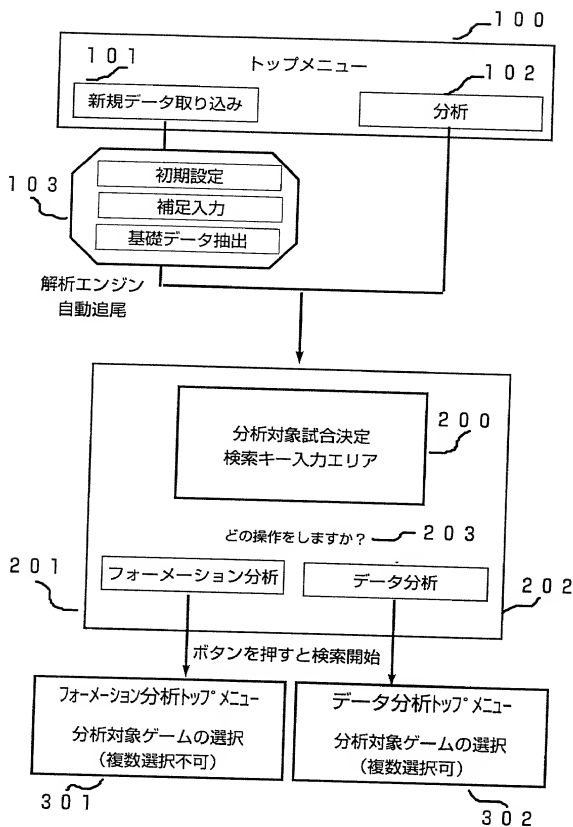 100
トップメニュー
101
新規データ取り込み
102
分析
103
初期設定
補足入力
基礎データ抽出
解析エンジン
自動追尾
分析対象試合決定
検索キー入力エリア
200
どの操作をしますか?
203
201
フォーメーション分析
データ分析
202
ボタンを押すと検索開始
フォーメーション分析トップメニュー
分析対象ゲームの選択
(複数選択不可)
301
データ分析トップメニュー
分析対象ゲームの選択
(複数選択可)
302